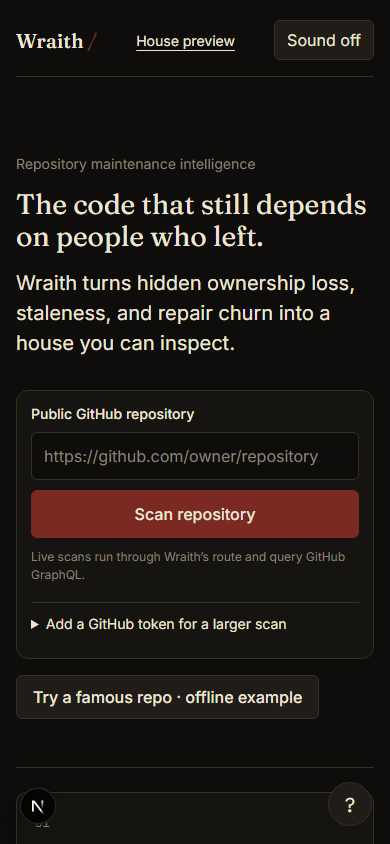 Wraith /
House preview
Sound off
Repository maintenance intelligence
The code that still depends
on people who left.
Wraith turns hidden ownership loss,
staleness, and repair churn into a
house you can inspect.
Public GitHub repository
https://github.com/owner/repository
Scan repository
Live scans run through Wraith's route and query GitHub
GraphQL.
▶ Add a GitHub token for a larger scan
Try a famous repo · offline example
N
?